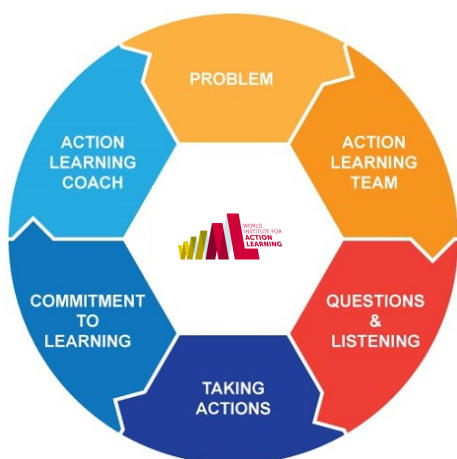 PROBLEM
ACTION
LEARNING
TEAM
QUESTIONS
&
LISTENING
TAKING
ACTIONS
COMMITMENT
TO
LEARNING
ACTION
LEARNING
COACH
WIAL
WORLD
INSTITUTE FOR
ACTION
LEARNING